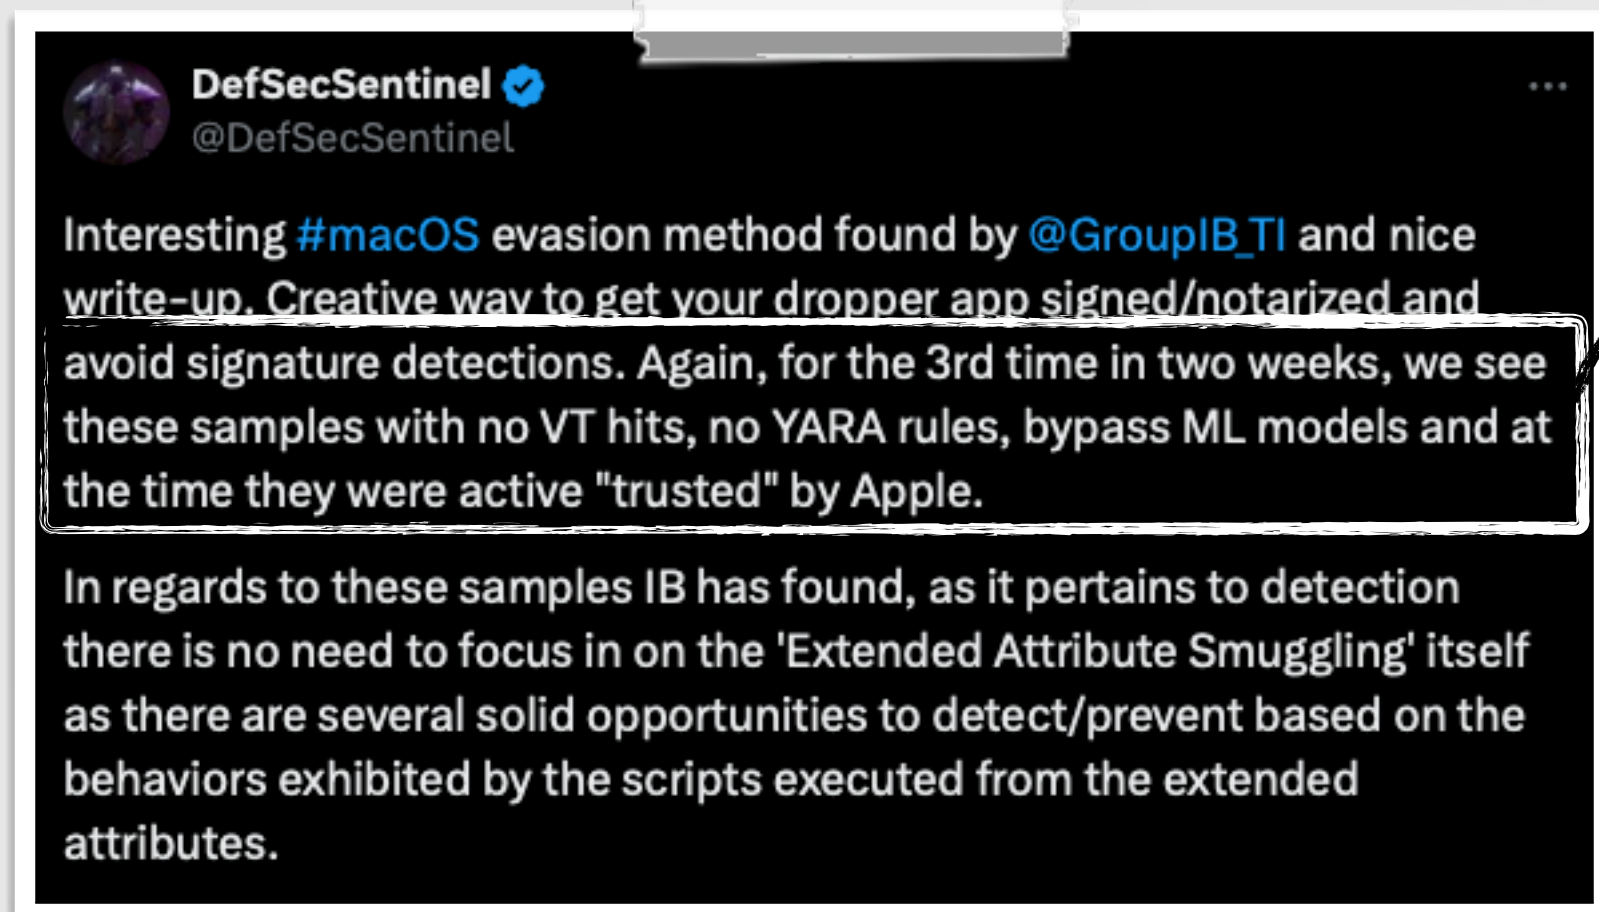 DefSecSentinel
@DefSecSentinel
Interesting #macOS evasion method found by @GroupIB_TI and nice
write-up. Creative way to get your dropper app signed/notarized and
avoid signature detections. Again, for the 3rd time in two weeks, we see
these samples with no VT hits, no YARA rules, bypass ML models and at
the time they were active "trusted" by Apple.
In regards to these samples IB has found, as it pertains to detection
there is no need to focus in on the 'Extended Attribute Smuggling' itself
as there are several solid opportunities to detect/prevent based on the
behaviors exhibited by the scripts executed from the extended
attributes.